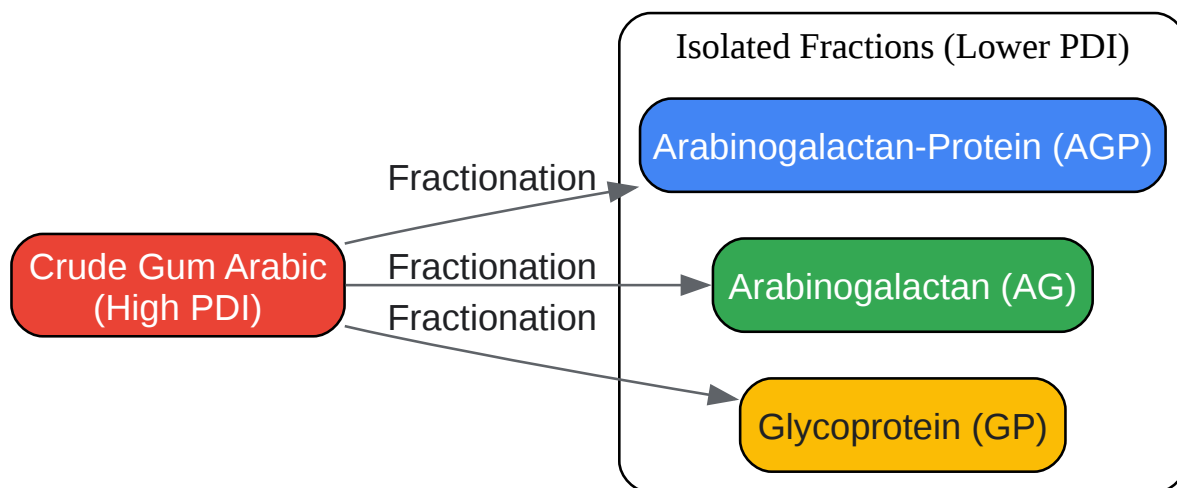 Isolated Fractions (Lower PDI)
Arabinogalactan-Protein (AGP)
Fractionation
Crude Gum Arabic
(High PDI)
Fractionation
Arabinogalactan (AG)
Fractionation
Glycoprotein (GP)